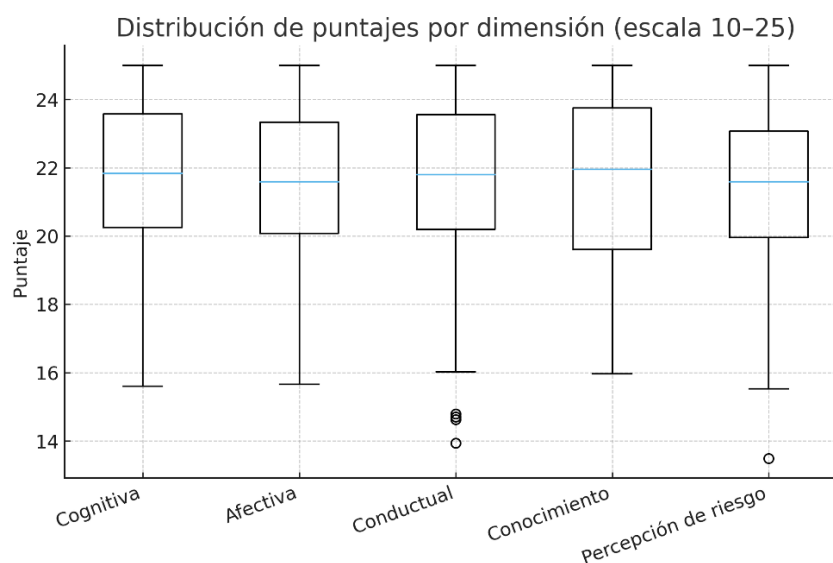 Distribución de puntajes por dimensión (escala 10–25)
Puntaje
24
22
20
18
16
14
Cognitiva
Afectiva
Conductual
Conocimiento
Percepción de riesgo